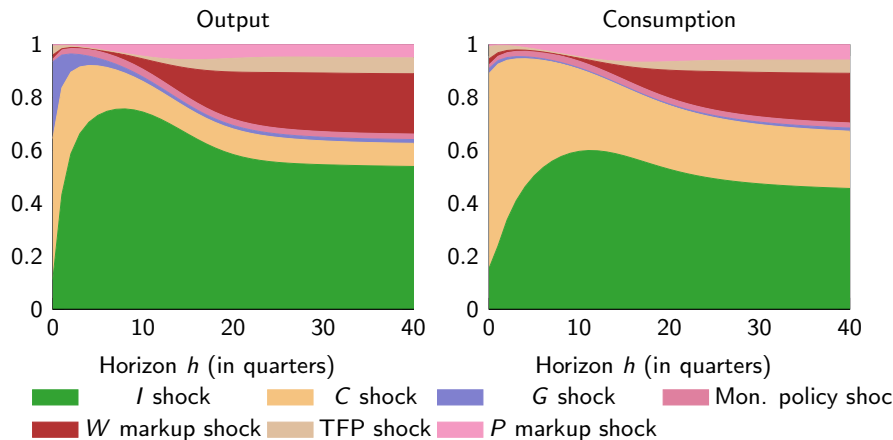 Output Consumption
1 1
0.8 0.8
0.6 0.6
0.4 0.4
0.2 0.2
0 0
0 10 20 30 40 0 10 20 30 40
Horizon h (in quarters) Horizon h (in quarters)
I shock C shock G shock Mon. policy shoc
W markup shock TFP shock P markup shock